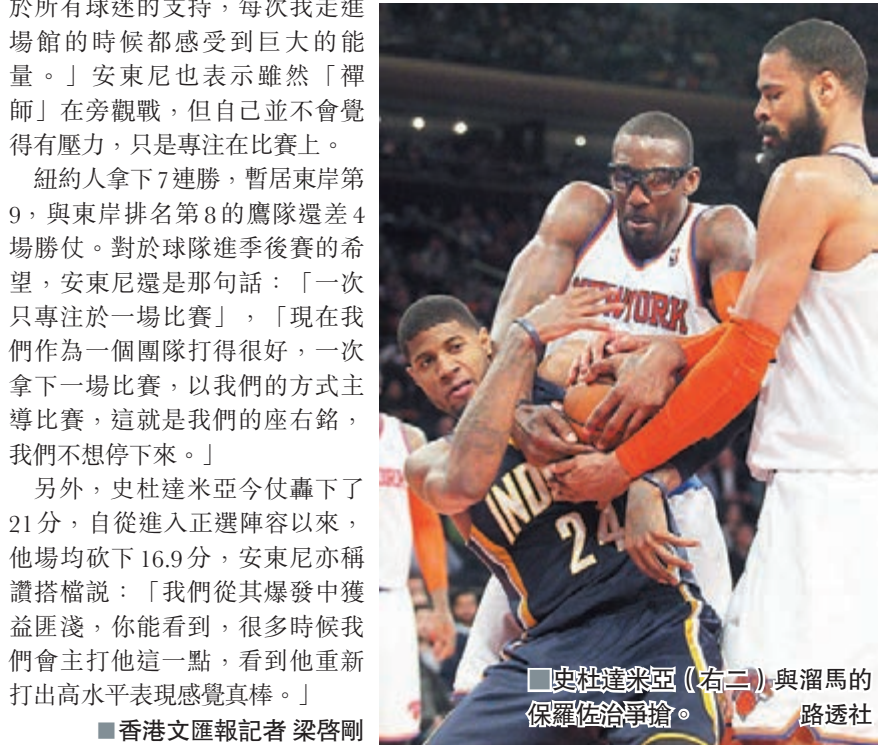 於所有球迷的支持，每次我走進
場館的時候都感受到巨大的能
量。」安東尼也表示雖然「禪
師」在旁觀戰，但自己並不會覺
得有壓力，只是專注在比賽上。
紐約人拿下7連勝，暫居東岸第
9，與東岸排名第8的鷹隊還差4
場勝仗。對於球隊進季後賽的希
望，安東尼還是那句話：「一次
只專注於一場比賽」，「現在我
們作為一個團隊打得很好，一次
拿下一場比賽，以我們的方式主
導比賽，這就是我們的座右銘，
我們不想停下來。」
另外，史杜達米亞今仗轟下了
21分，自從進入正選陣容以來，
他場均砍下16.9分，安東尼亦稱
讚搭檔説：「我們從其爆發中獲
益匪淺，你能看到，很多時候我
們會主打他這一點，看到他重新
打出高水平表現感覺真棒。」
■香港文匯報記者 梁啓剛
NEW YORK
IND
24
■史杜達米亞（右二）與溜馬的
保羅佐治爭搶。 路透社